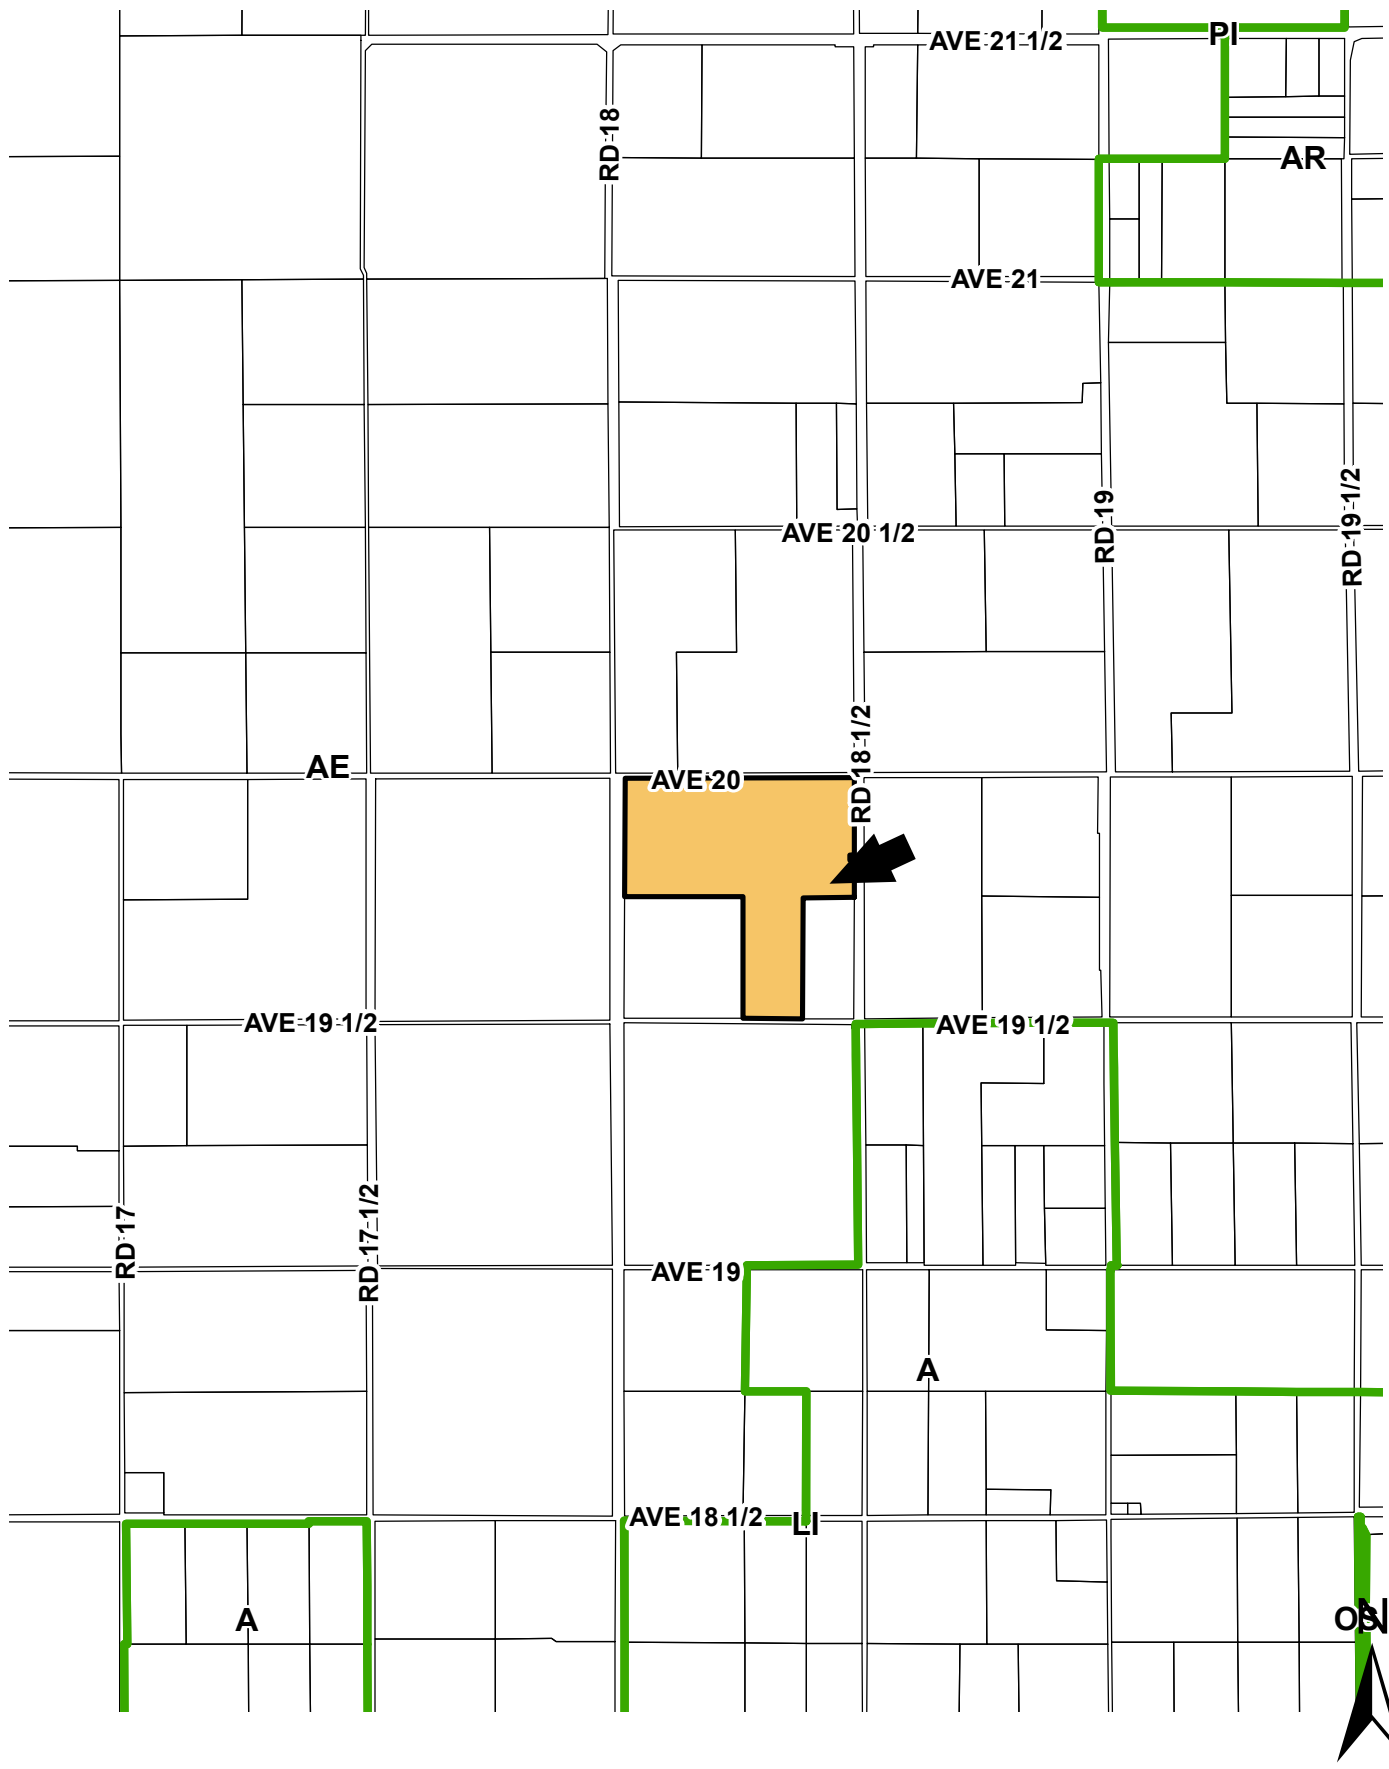 PI
AVE 21 1/2
RD 18
AR
AVE 21
RD 19 1/2
RD 19
AVE 20 1/2
RD 18 1/2
AE
AVE 20
AVE 19 1/2
AVE 19 1/2
RD 17
RD 17 1/2
AVE 19
A
AVE 18 1/2
LI
A
OS
N